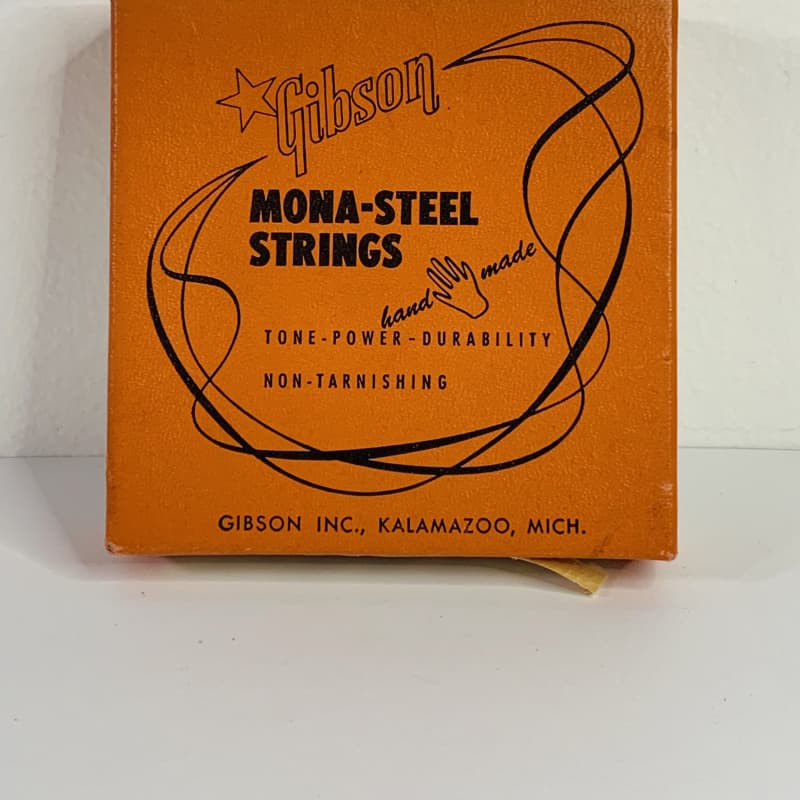 Gibson
MONA-STEEL
STRINGS
hand made
TONE-POWER-DURABILITY
NON-TARNISHING
GIBSON INC., KALAMAZOO, MICH.